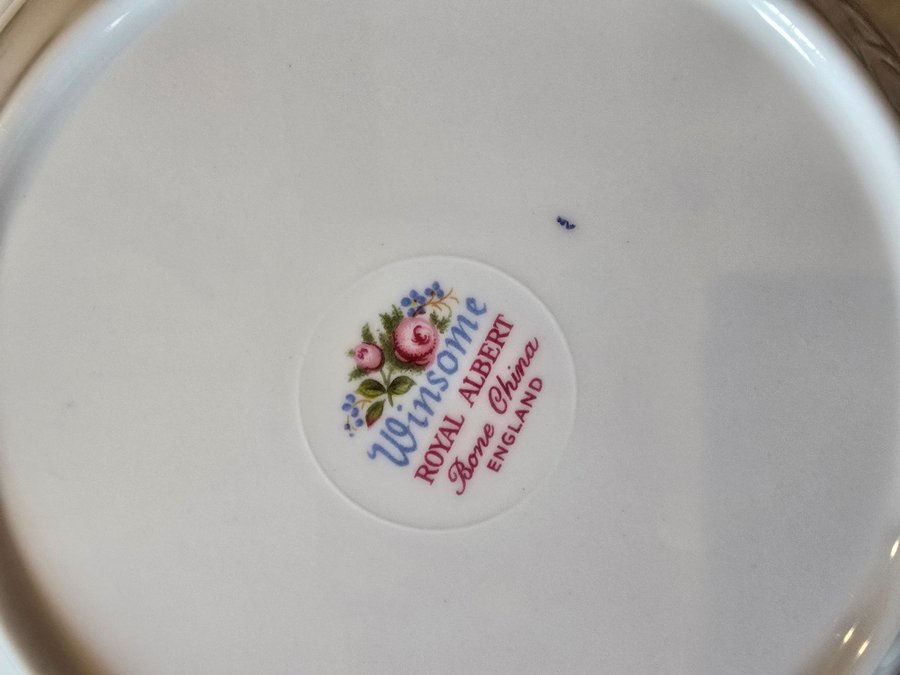 Winsome
ROYAL ALBERT
Bone China
ENGLAND